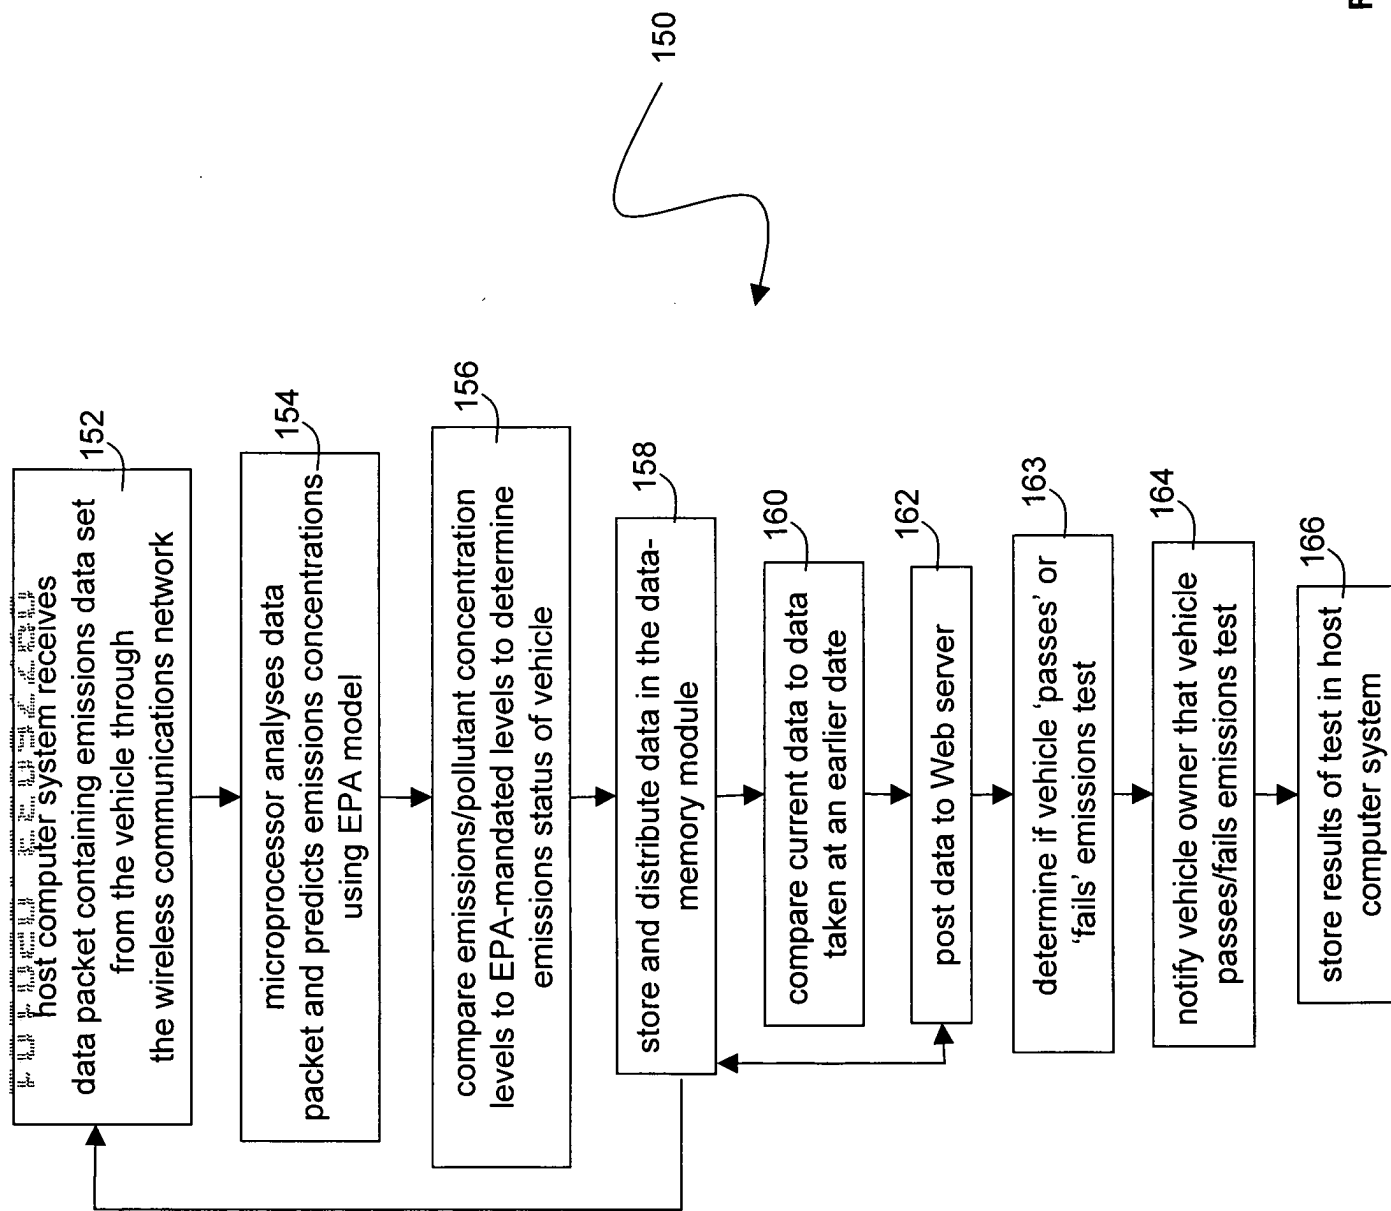 host computer system receives
data packet containing emissions data set
from the vehicle through
the wireless communications network
152
microprocessor analyses data
packet and predicts emissions concentrations
using EPA model
154
compare emissions/pollutant concentration
levels to EPA-mandated levels to determine
emissions status of vehicle
156
store and distribute data in the data-
memory module
158
compare current data to data
taken at an earlier date
160
post data to Web server
162
determine if vehicle 'passes' or
'fails' emissions test
163
notify vehicle owner that vehicle
passes/fails emissions test
164
store results of test in host
computer system
166
150